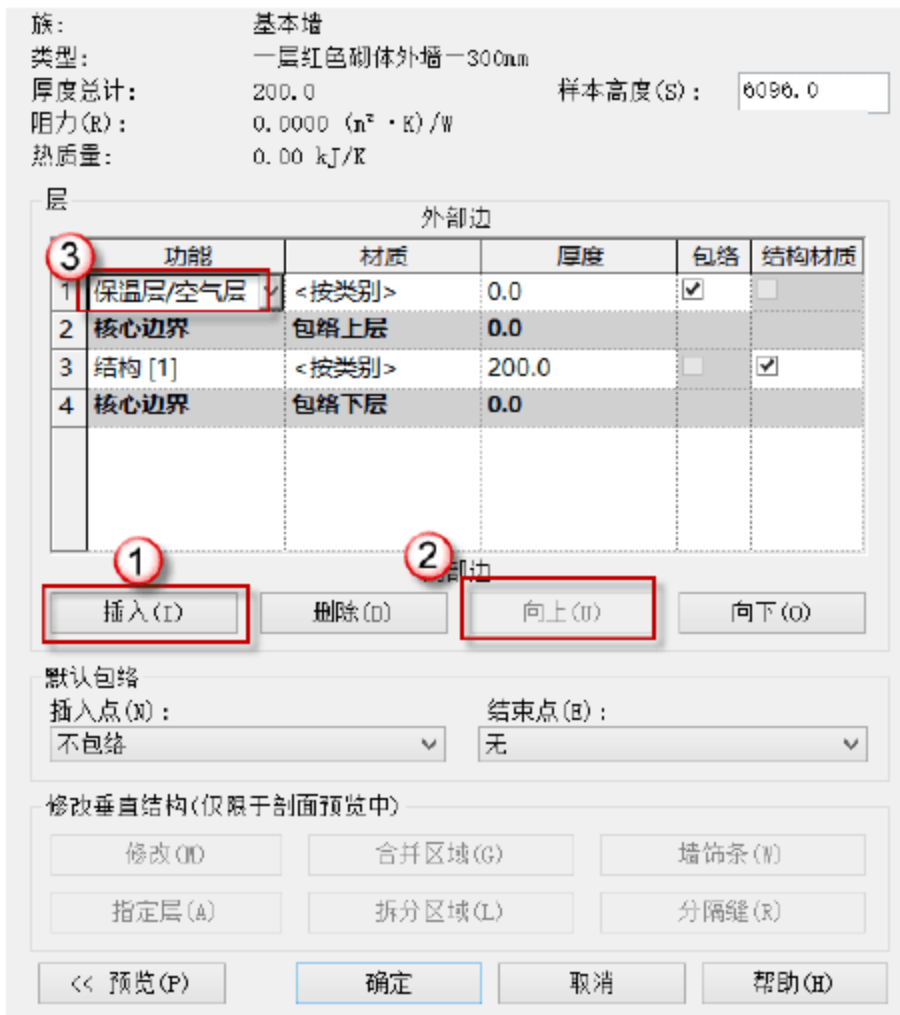 族: 基本墙
类型: 一层红色砌体外墙-300mm
厚度总计: 200.0 样本高度(S): 6096.0
阻力(R): 0.0000 (m²·K)/W
热质量: 0.00 kJ/K
层
外部边
③ 功能 材质 厚度 包络 结构材质
1 保温层/空气层 <按类别> 0.0
2 核心边界 包络上层 0.0
3 结构 [1] <按类别> 200.0
4 核心边界 包络下层 0.0
① ② 部边
插入(I) 删除(D) 向上(U) 向下(O)
默认包络
插入点(N): 结束点(E):
不包络 无
修改垂直结构(仅限于剖面预览中)
修改(M) 合并区域(G) 墙饰条(W)
指定层(A) 拆分区域(L) 分隔缝(R)
<< 预览(P) 确定 取消 帮助(H)